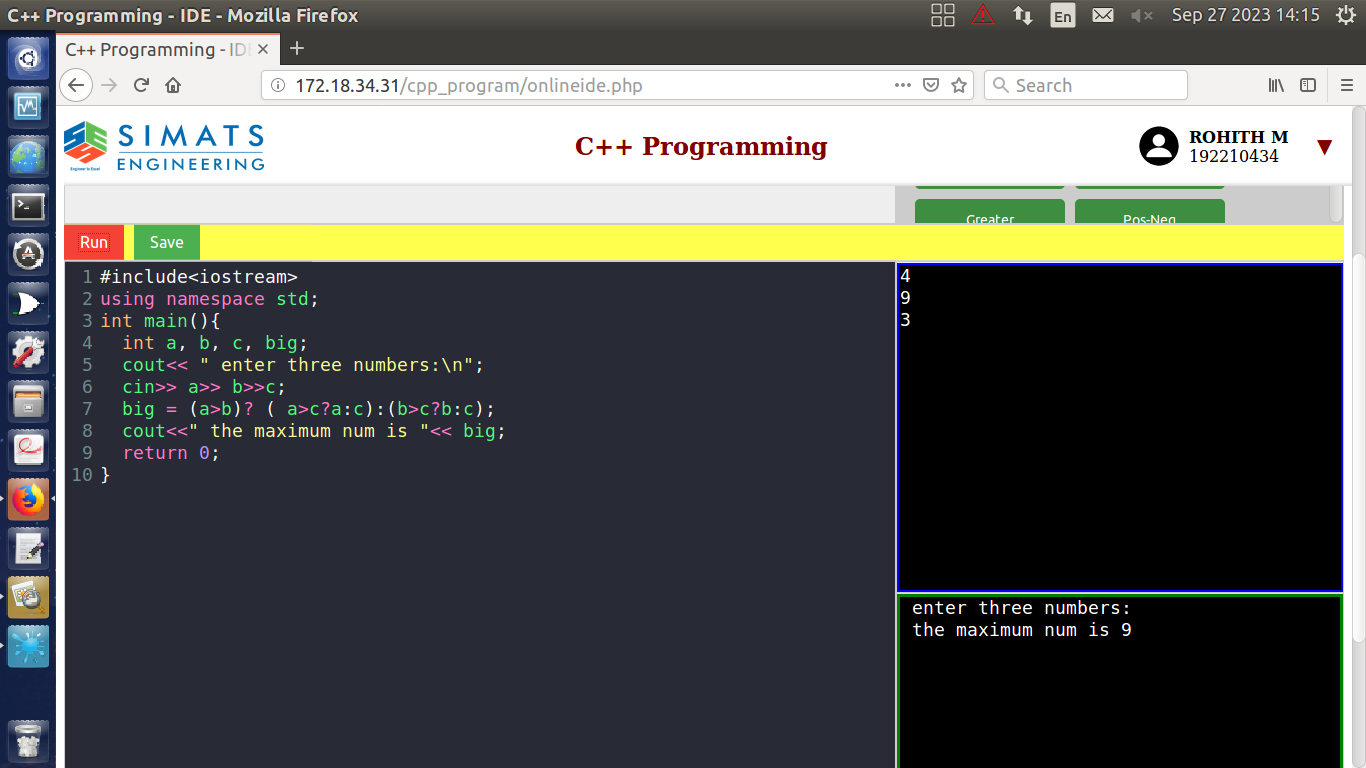 C++ Programming - IDE - Mozilla Firefox
En
Sep 27 2023 14:15
C++ Programming - IDE
172.18.34.31/cpp_program/onlineide.php
Search
SIMATS
ENGINEERING
Engineer to Excel
C++ Programming
ROHITH M
192210434
Greater
Pos-Neg
Run
Save
1 #include<iostream>
2 using namespace std;
3 int main(){
4   int a, b, c, big;
5   cout<< " enter three numbers:\n";
6   cin>> a>> b>>c;
7   big = (a>b)? ( a>c?a:c):(b>c?b:c);
8   cout<<" the maximum num is "<< big;
9   return 0;
10 }
4
9
3
enter three numbers:
the maximum num is 9